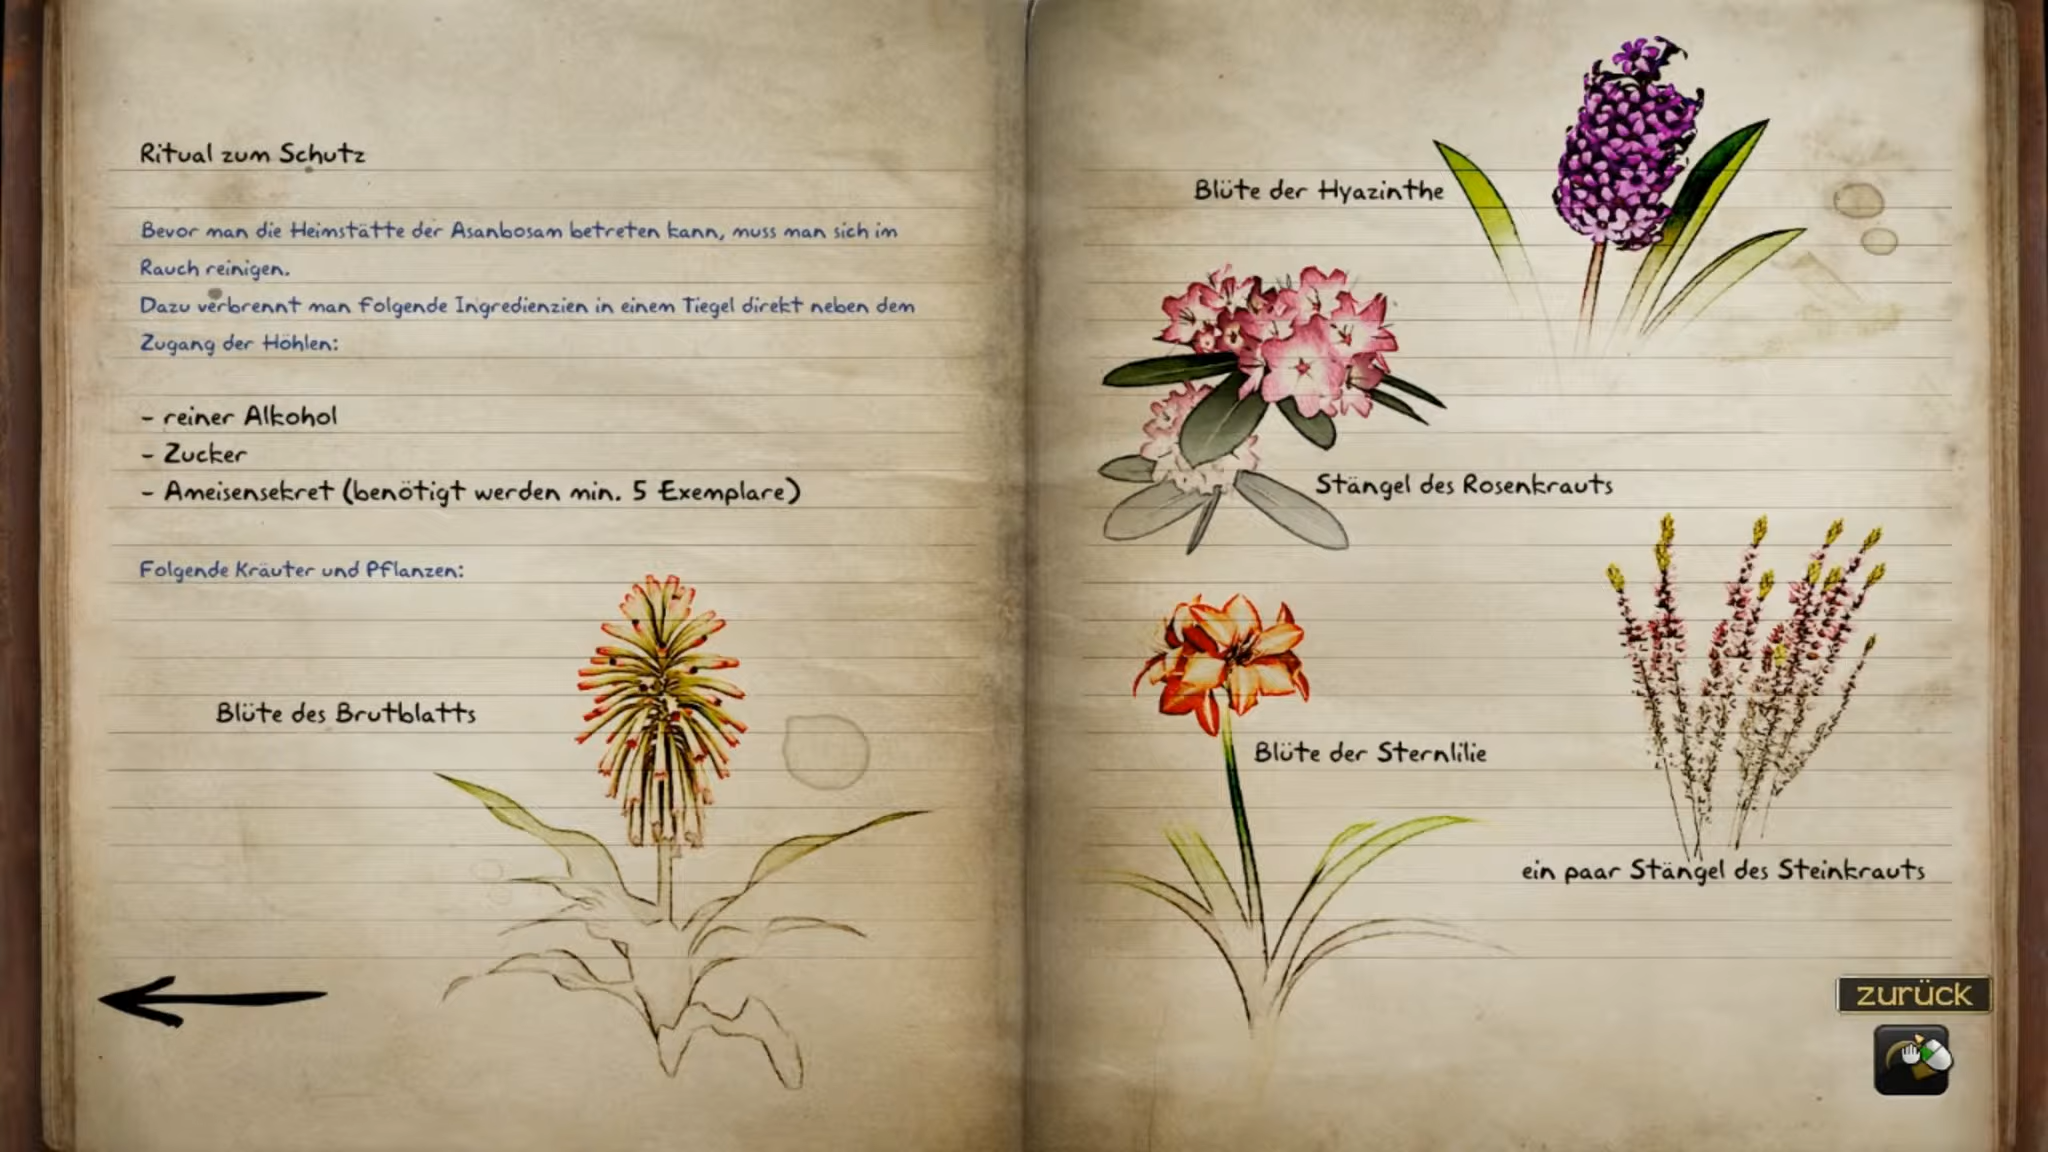 Ritual zum Schutz
Bevor man die Heimstätte der Asanbosam betreten kann, muss man sich im
Rauch reinigen.
Dazu verbrennt man folgende Ingredienzien in einem Tiegel direkt neben dem
Zugang der Höhlen:
- reiner Alkohol
- Zucker
- Ameisensekret (benötigt werden min. 5 Exemplare)
Folgende Kräuter und Pflanzen:
Blüte des Brutblatts
Blüte der Hyazinthe
Stängel des Rosenkrauts
Blüte der Sternlilie
ein paar Stängel des Steinkrauts
zurück